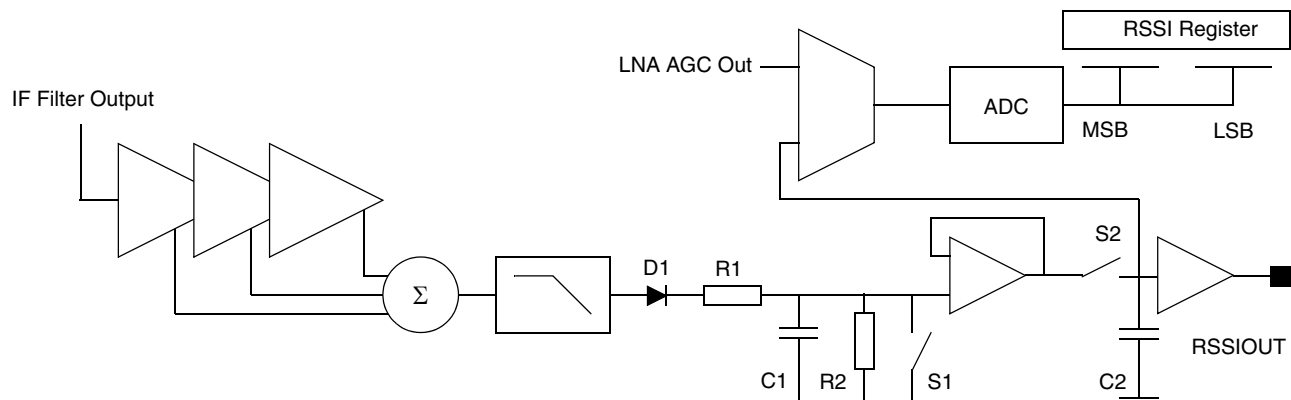 RSSI Register
LNA AGC Out
IF Filter Output
ADC
MSB
LSB
S2
D1
R1
Σ
RSSIOUT
C1
R2
S1
C2